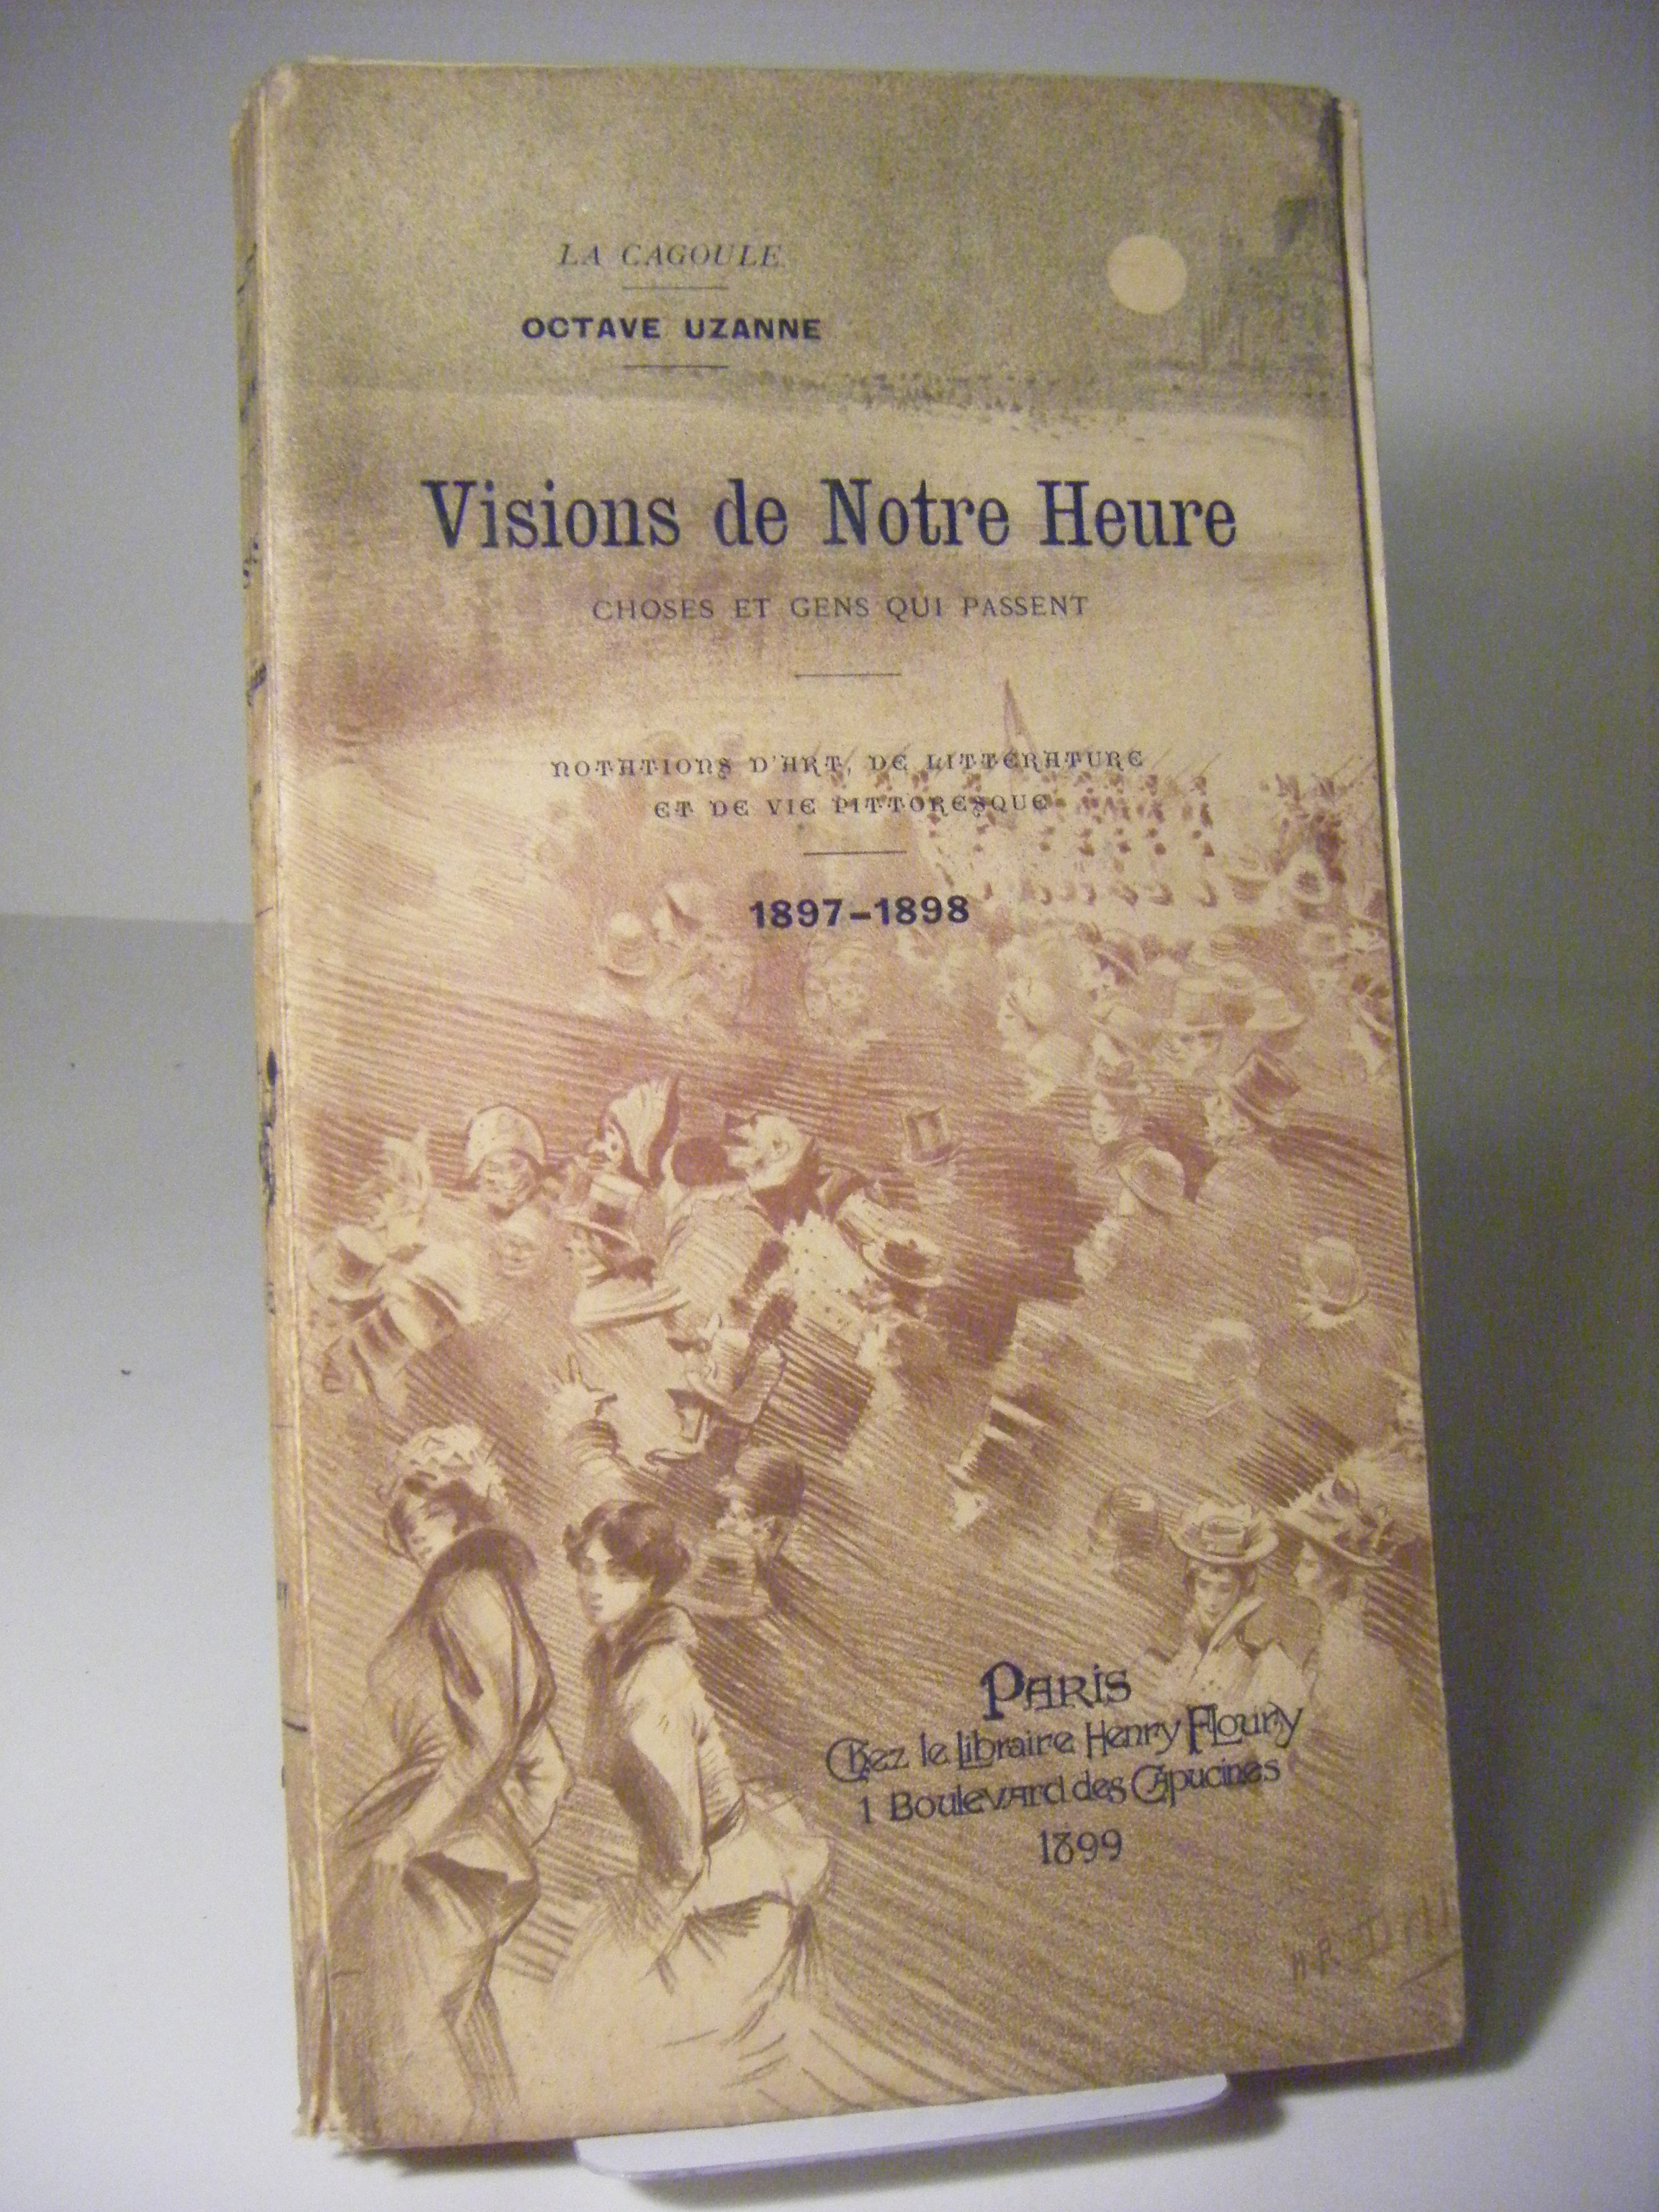 LA CAGOULE
OCTAVE UZANNE
Visions de Notre Heure
CHOSES ET GENS QUI PASSENT
NOTATIONS D'ART, DE LITTÉRATURE
ET DE VIE PITTORESQUE
1897-1898
PARIS
Chez le Libraire Henry Floury
1 Boulevard des Capucines
1899